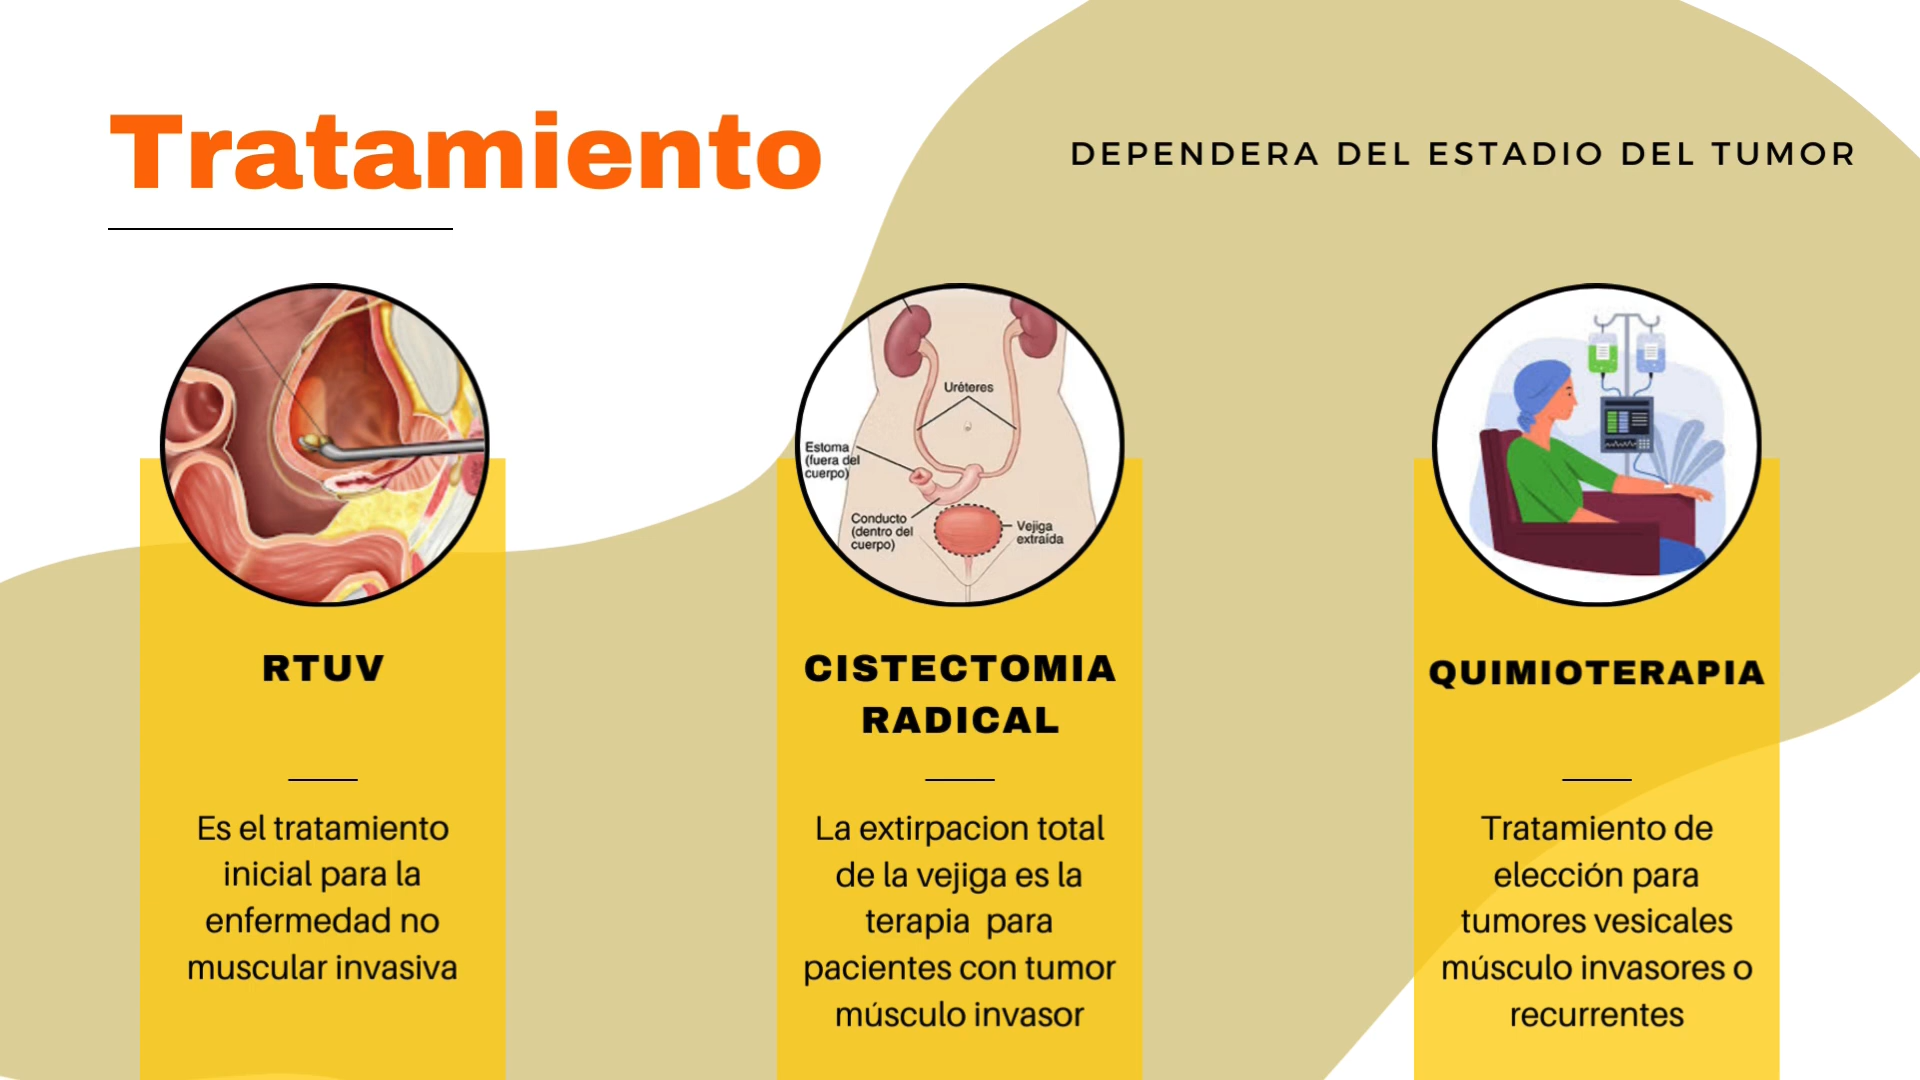 Tratamiento
DEPENDERA DEL ESTADIO DEL TUMOR
Uréteres
Estoma
(fuera del
cuerpo)
Conducto
(dentro del
cuerpo)
Vejiga
extraída
RTUV
Es el tratamiento
inicial para la
enfermedad no
muscular invasiva
CISTECTOMIA
RADICAL
La extirpacion total
de la vejiga es la
terapia  para
pacientes con tumor
músculo invasor
QUIMIOTERAPIA
Tratamiento de
elección para
tumores vesicales
músculo invasores o
recurrentes